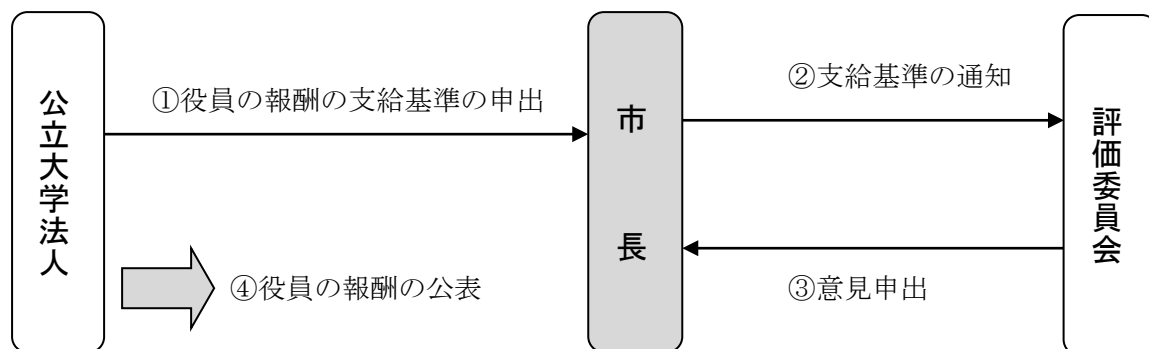 公立大学法人
①役員の報酬の支給基準の申出
④役員の報酬の公表
市長
②支給基準の通知
③意見申出
評価委員会